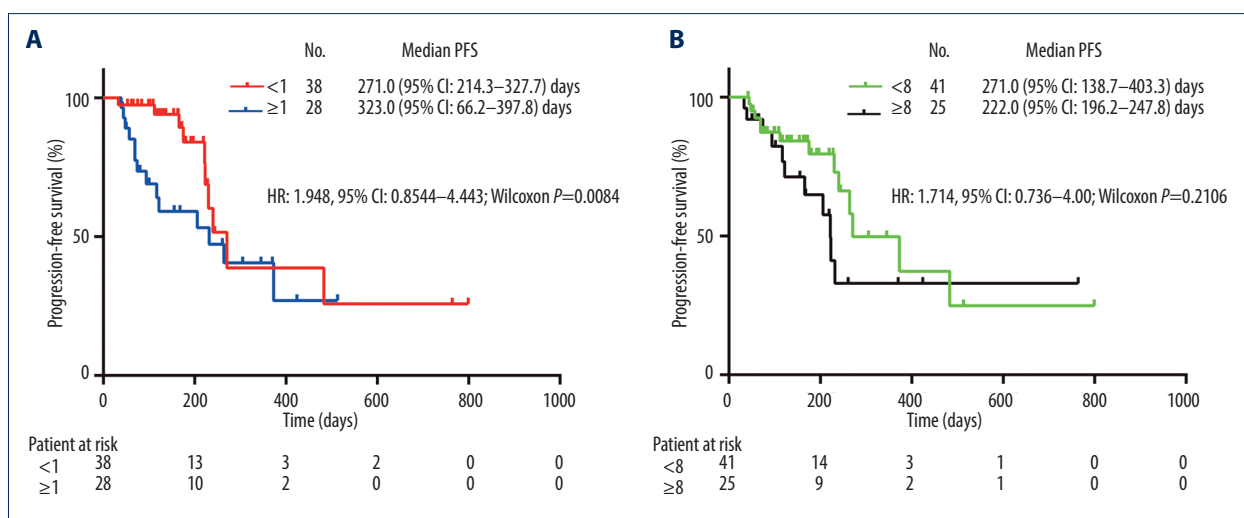 A
No. Median PFS
<1 38 271.0 (95% CI: 214.3–327.7) days
≥1 28 323.0 (95% CI: 66.2–397.8) days
HR: 1.948, 95% CI: 0.8544–4.443; Wilcoxon P=0.0084
Progression-free survival (%)
100
50
0
0 200 400 600 800 1000
Time (days)
Patient at risk
<1 38 13 3 2 0 0
≥1 28 10 2 0 0 0
B
No. Median PFS
<8 41 271.0 (95% CI: 138.7–403.3) days
≥8 25 222.0 (95% CI: 196.2–247.8) days
HR: 1.714, 95% CI: 0.736–4.00; Wilcoxon P=0.2106
Progression-free survival (%)
100
50
0
0 200 400 600 800 1000
Time (days)
Patient at risk
<8 41 14 3 1 0 0
≥8 25 9 2 1 0 0